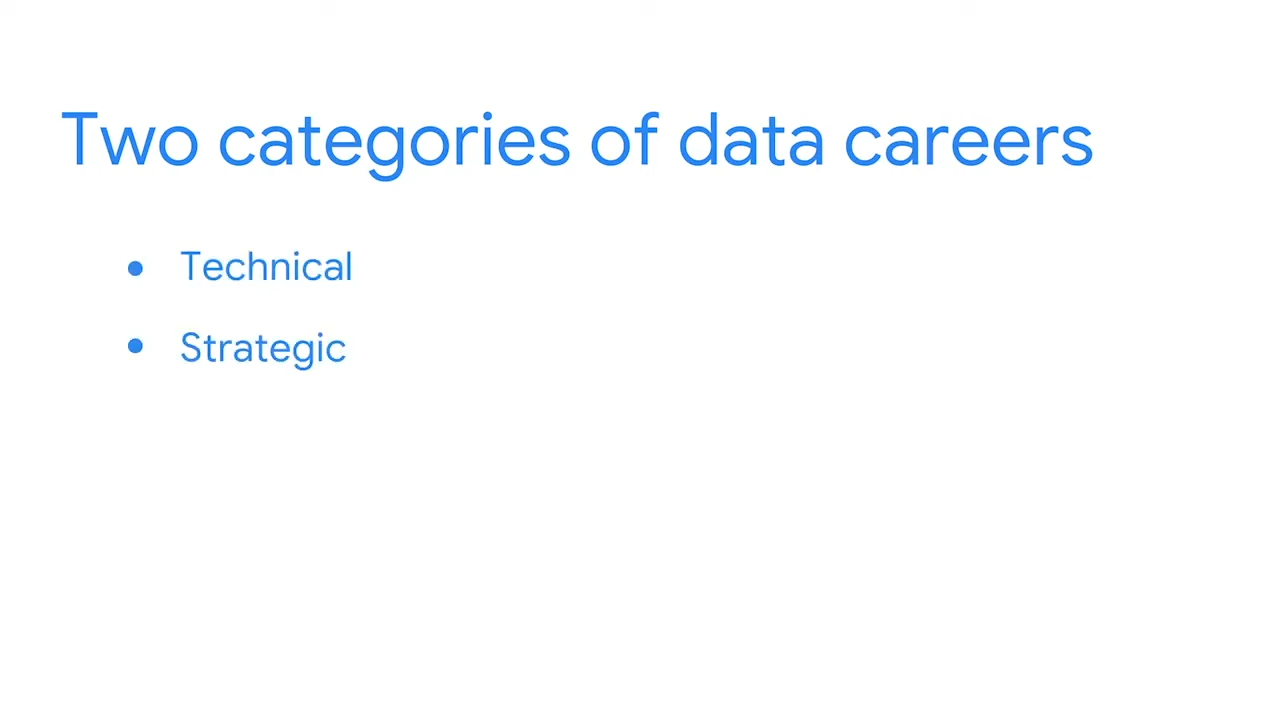 Two categories of data careers
● Technical
● Strategic